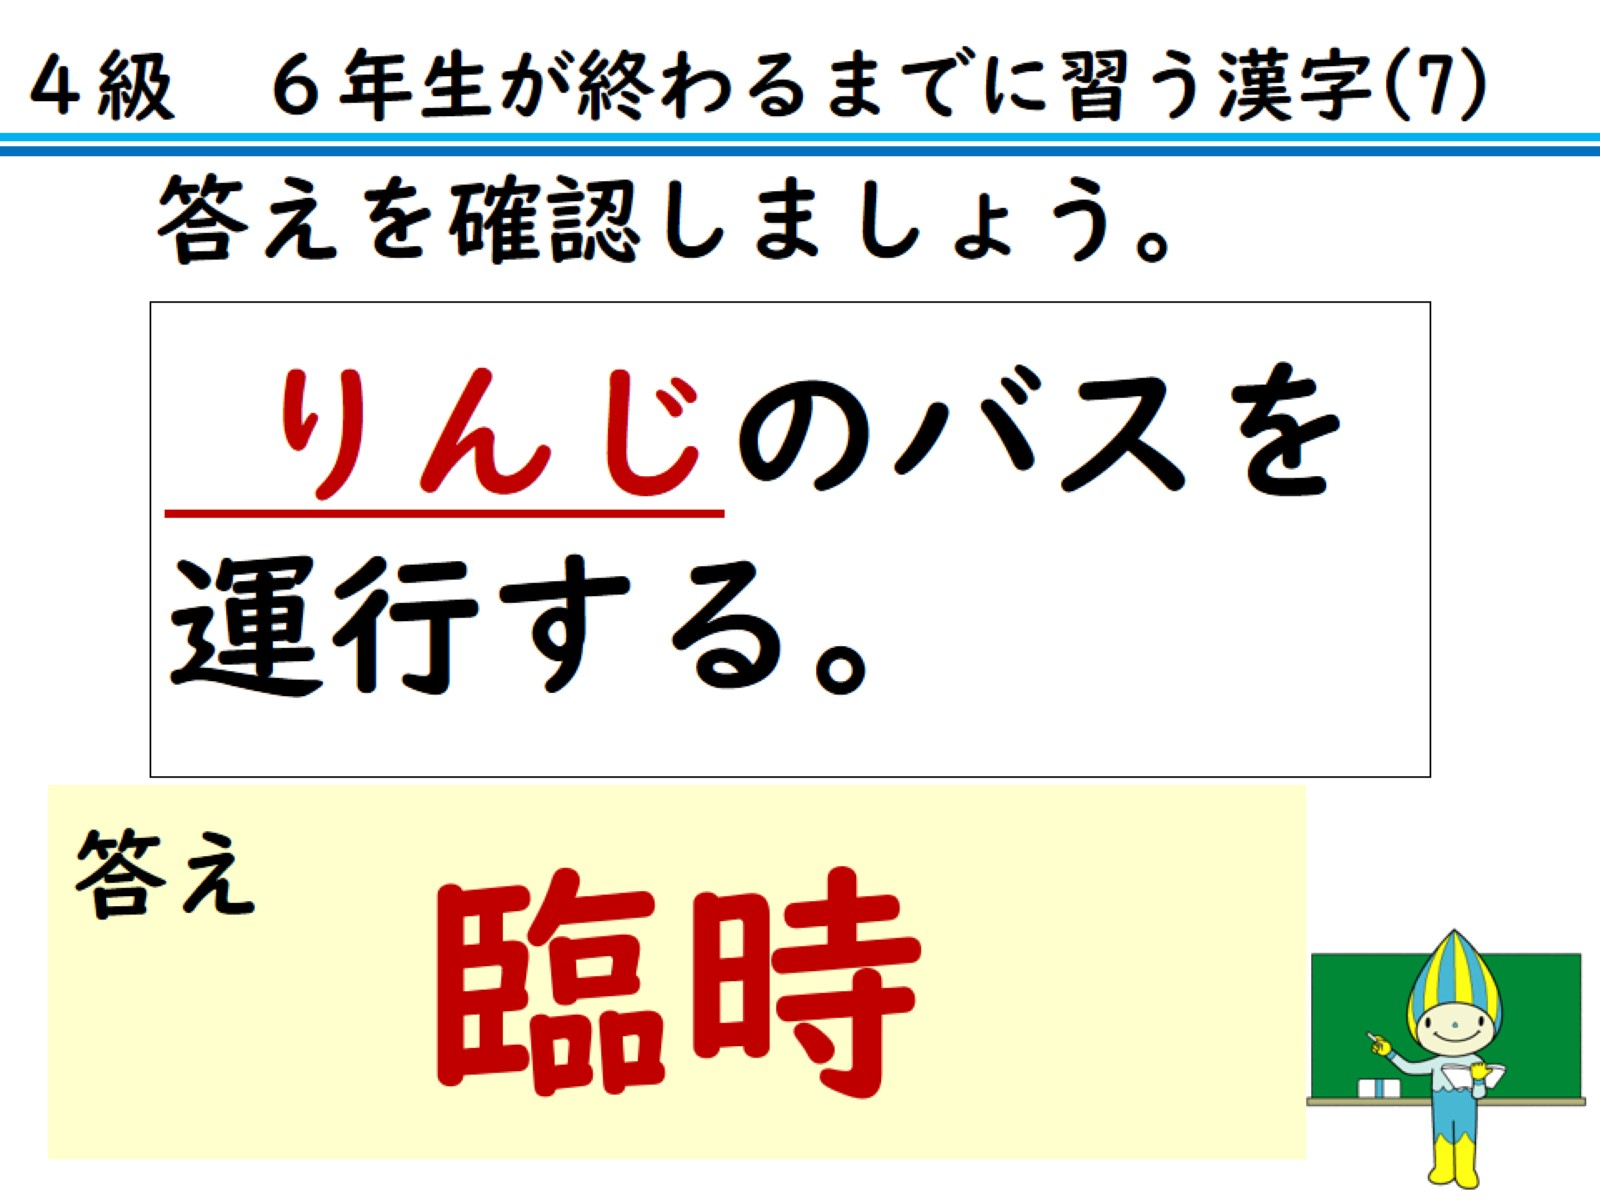 ４級　６年生が終わるまでに習う漢字(7)
答えを確認しましょう。
りんじのバスを
運行する。
答え
臨時